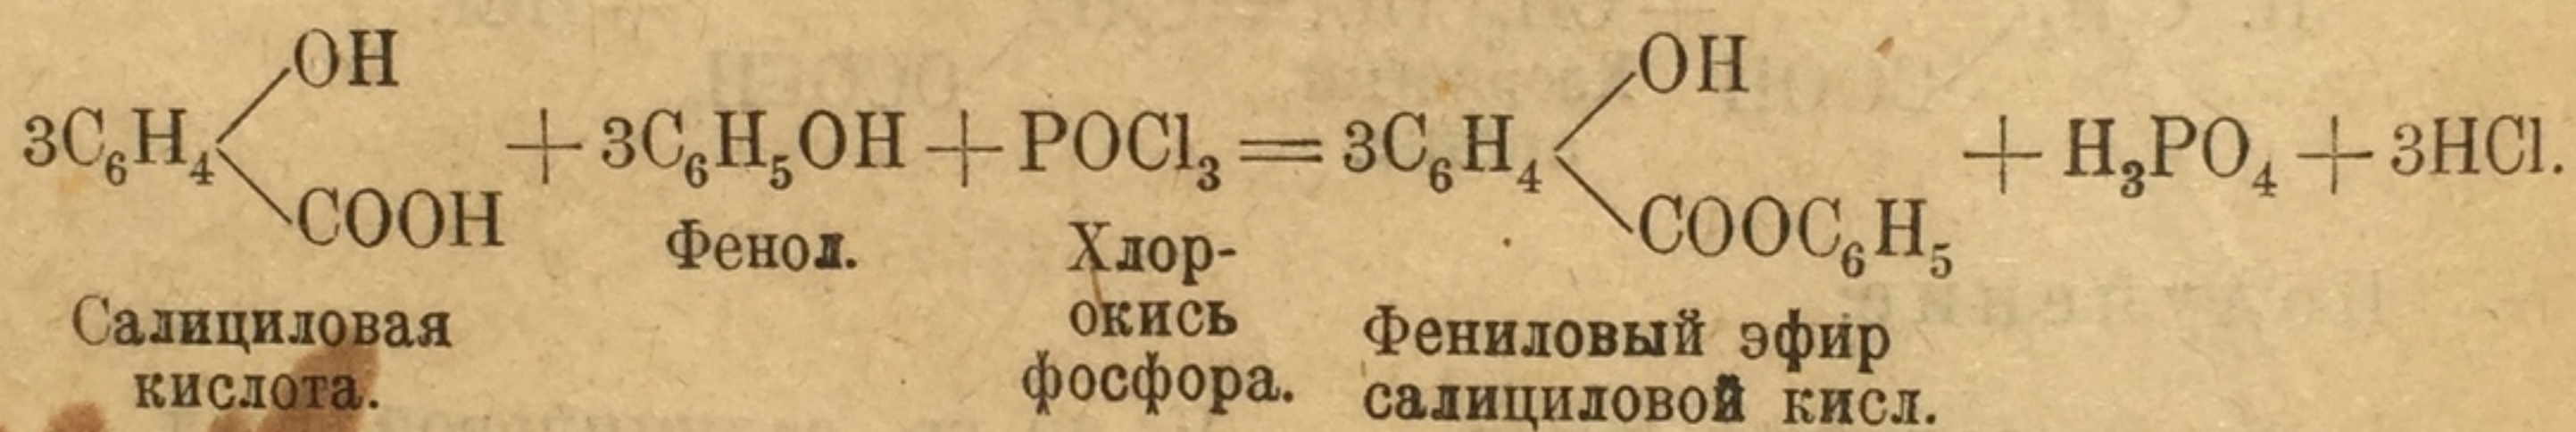 OH OH
3C₆H₄ + 3C₆H₅OH + POCl₃ = 3C₆H₄ + H₃PO₄ + 3HCl.
COOH COOC₆H₅
Фенол. Хлор-
окись
фосфора.
Салициловая
кислота.
Фениловый эфир
салициловой кисл.